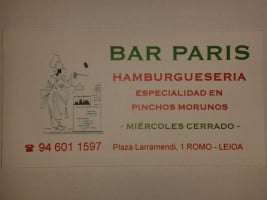 BAR PARIS
HAMBURGUESERIA
ESPECIALIDAD EN
PINCHOS MORUNOS
- MIÉRCOLES CERRADO -
☎ 94 601 1597 Plaza Larramendi, 1 ROMO - LEIOA